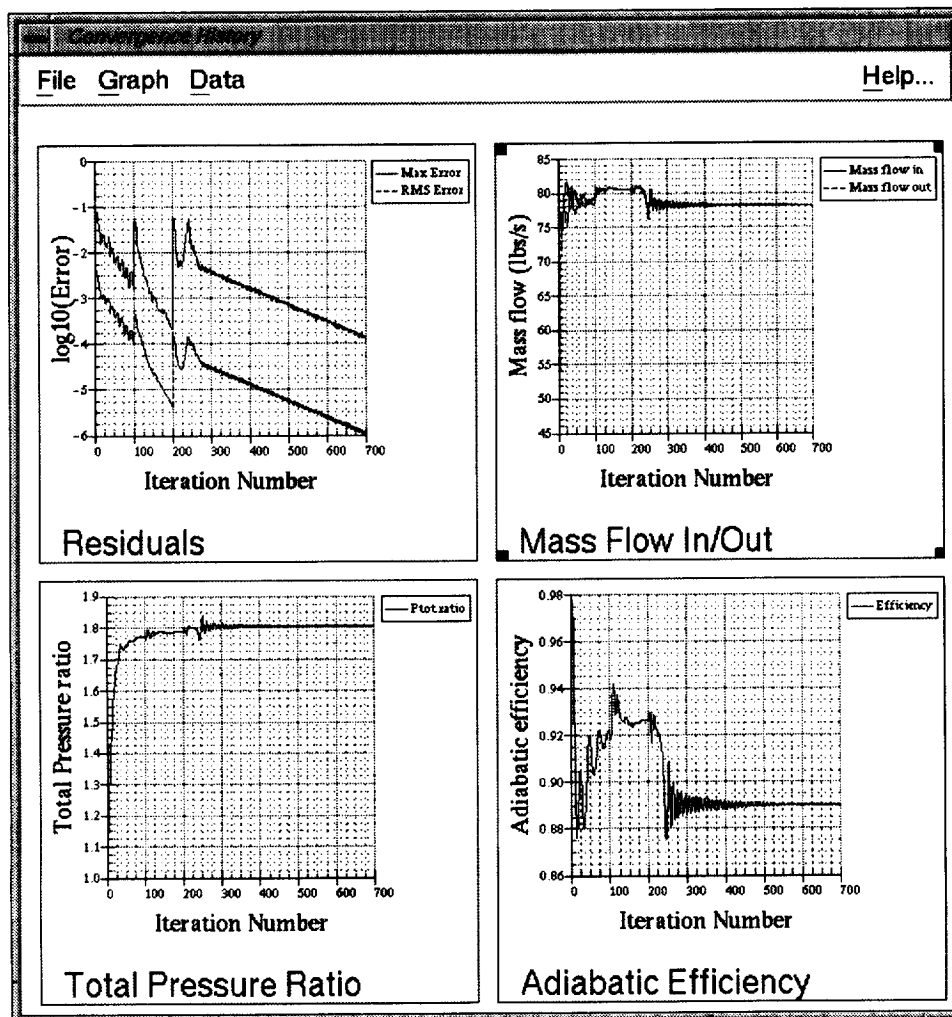 Convergence History
File Graph Data Help...
0
-1
-2
-3
-4
-5
-6
log10(Error)
0 100 200 300 400 500 600 700
Iteration Number
Max Error
RMS Error
Residuals
85
80
75
70
65
60
55
50
45
Mass flow (lbs/s)
0 100 200 300 400 500 600 700
Iteration Number
Mass flow in
Mass flow out
Mass Flow In/Out
1.9
1.8
1.7
1.6
1.5
1.4
1.3
1.2
1.1
1.0
Total Pressure ratio
0 100 200 300 400 500 600 700
Iteration Number
Ptot ratio
Total Pressure Ratio
0.98
0.96
0.94
0.92
0.90
0.88
0.86
Adiabatic efficiency
0 100 200 300 400 500 600 700
Iteration Number
Efficiency
Adiabatic Efficiency